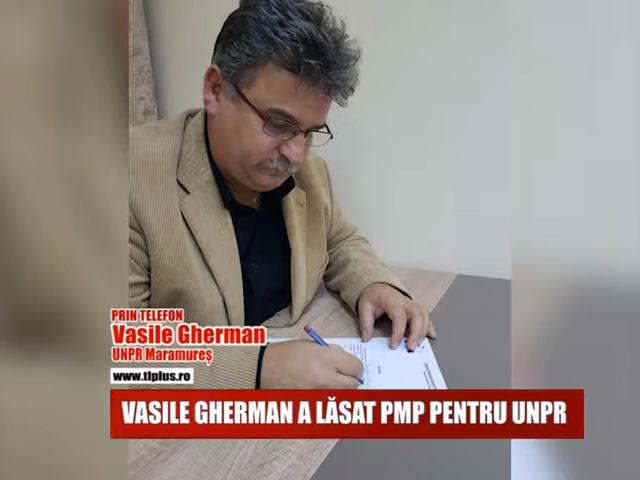 PRIN TELEFON
Vasile Gherman
UNPR Maramureș
www.tlplus.ro
VASILE GHERMAN A LĂSAT PMP PENTRU UNPR